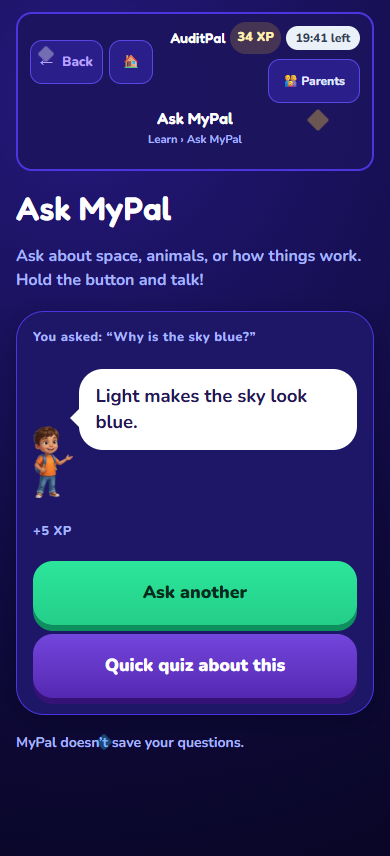 AuditPal 34 XP 19:41 left
← Back
Parents
Ask MyPal
Learn › Ask MyPal
Ask MyPal
Ask about space, animals, or how things work.
Hold the button and talk!
You asked: “Why is the sky blue?”
Light makes the sky look
blue.
+5 XP
Ask another
Quick quiz about this
MyPal doesn't save your questions.